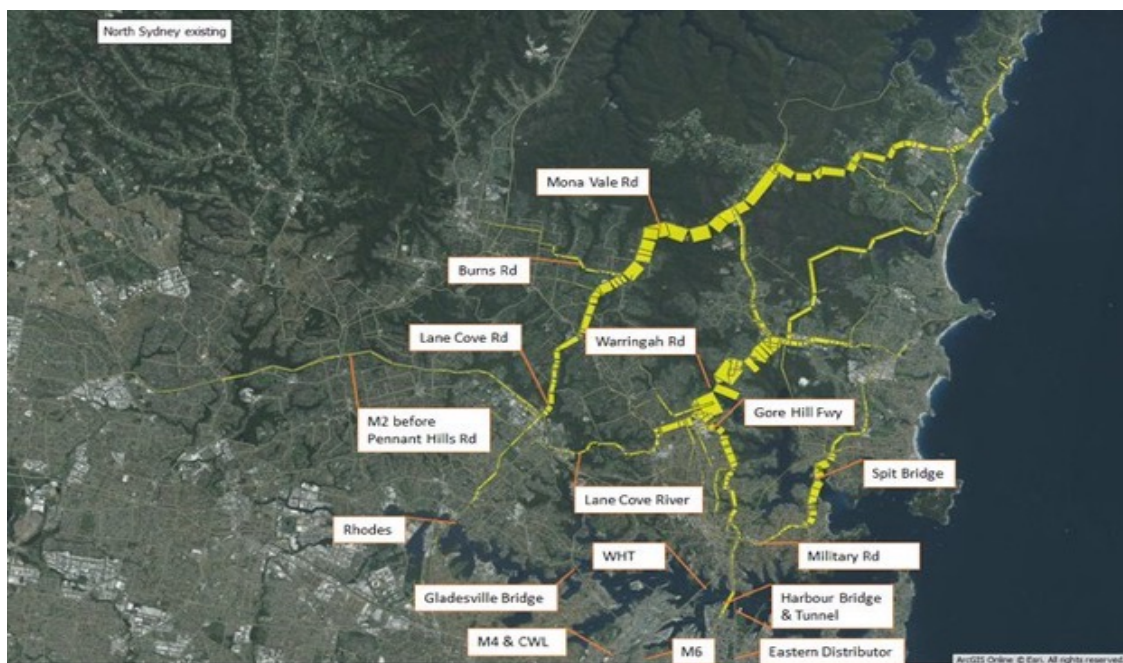 North Sydney existing
Mona Vale Rd
Burns Rd
Lane Cove Rd
Warringah Rd
M2 before
Pennant Hills Rd
Gore Hill Fwy
Spit Bridge
Lane Cove River
Rhodes
WHT
Military Rd
Gladesville Bridge
Harbour Bridge
& Tunnel
M4 & CWL
M6
Eastern Distributor
ArcGIS Online © Esri. All rights reserved